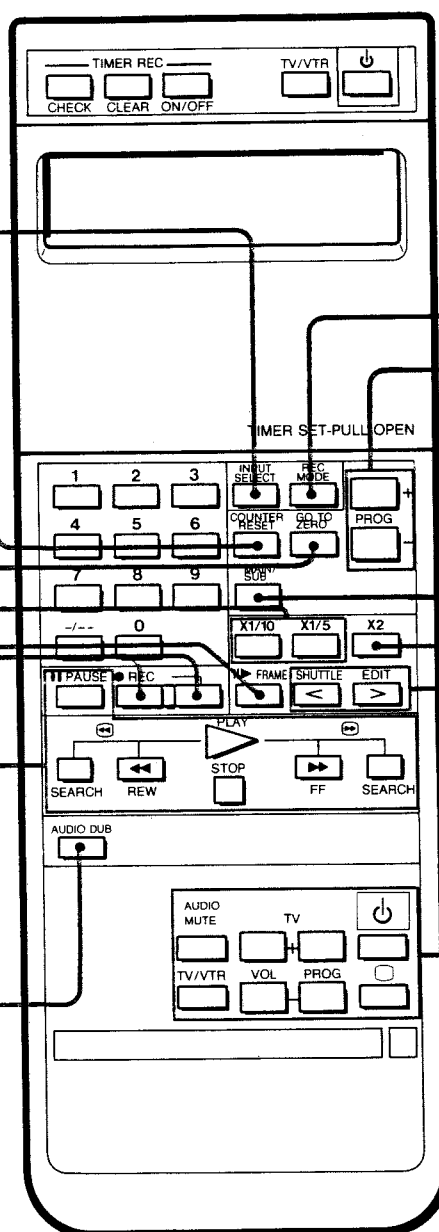 TIMER REC
TV/VTR
CHECK CLEAR ON/OFF
TIMER SET-PULL OPEN
1 2 3
INPUT SELECT
REC MODE
4 5 6
COUNTER RESET
GO TO ZERO
PROG
+
-
7 8 9
MAIN/SUB
-/-- 0
X1/10 X1/5 X2
PAUSE
REC
FRAME
SHUTTLE EDIT
< >
PLAY
STOP
SEARCH REW FF SEARCH
AUDIO DUB
AUDIO MUTE
TV
+
TV/VTR VOL - PROG